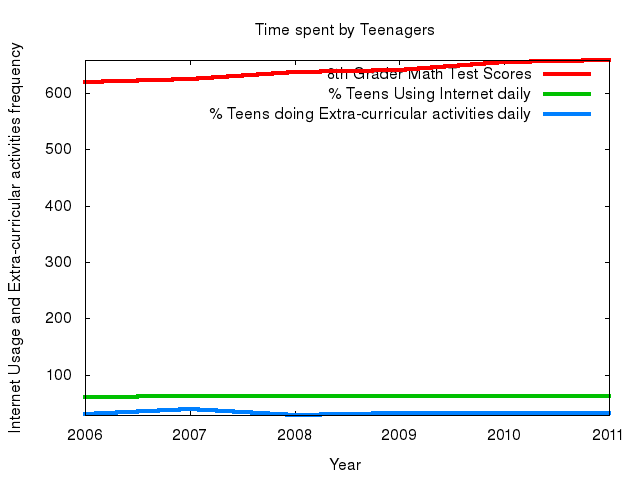 Time spent by Teenagers
Internet Usage and Extra-curricular activities frequency
600
500
400
300
200
100
8th Grader Math Test Scores
% Teens Using Internet daily
% Teens doing Extra-curricular activities daily
2006 2007 2008 2009 2010 2011
Year